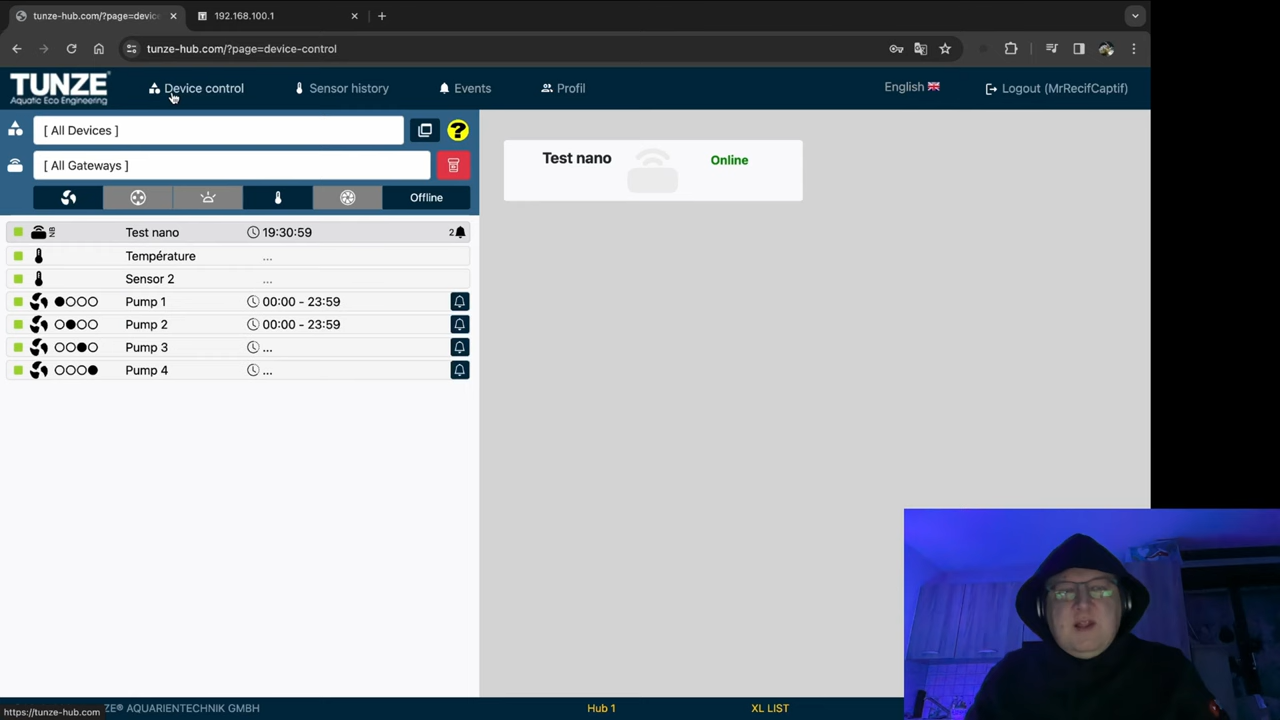 tunze-hub.com/?page=device
192.168.100.1
tunze-hub.com/?page=device-control
TUNZE
Aquatic Eco Engineering
Device control
Sensor history
Events
Profil
English
Logout (MrRecifCaptif)
[ All Devices ]
?
[ All Gateways ]
Offline
NB Test nano 19:30:59 2
Température ...
Sensor 2 ...
Pump 1 00:00 - 23:59
Pump 2 00:00 - 23:59
Pump 3 ...
Pump 4 ...
Test nano Online
https://tunze-hub.com
ZE® AQUARIENTECHNIK GMBH
Hub 1
XL LIST